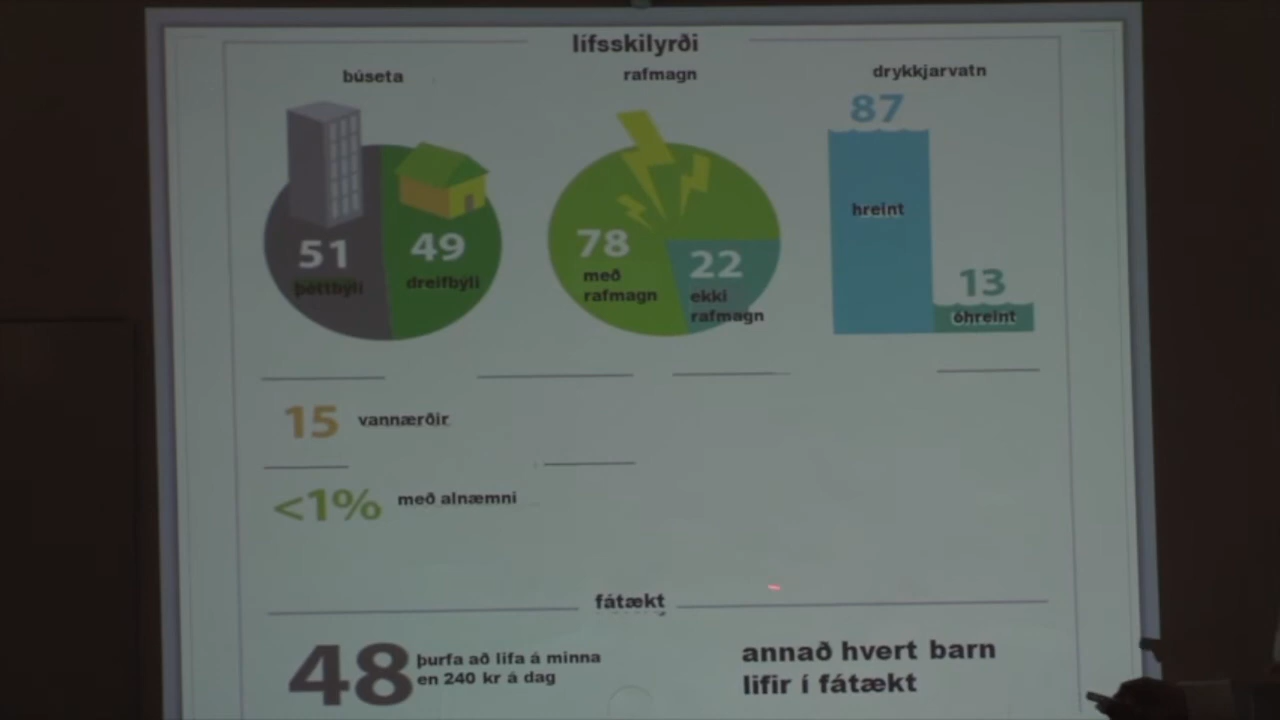 lífsskilyrði
búseta
rafmagn
drykkjarvatn
51
þéttbýli
49
dreifbýli
78
með
rafmagn
22
ekki
rafmagn
87
hreint
13
óhreint
15 vannærðir
<1% með alnæmni
fátækt
48 þurfa að lifa á minna
en 240 kr á dag
annað hvert barn
lifir í fátækt